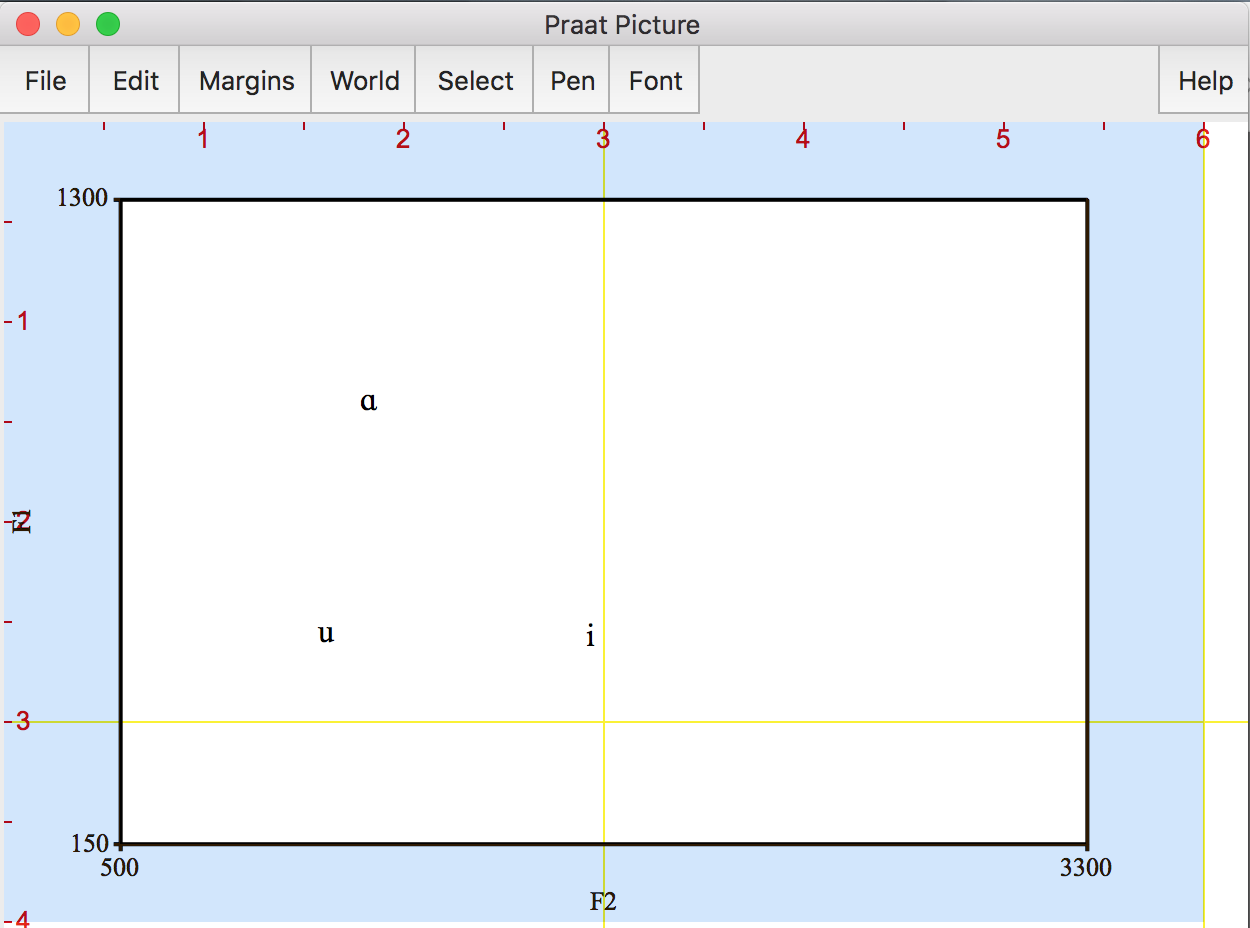 Praat Picture
File Edit Margins World Select Pen Font Help
1 2 3 4 5 6
1300
1
ɑ
F1
2
u i
3
150
500 3300
F2
4